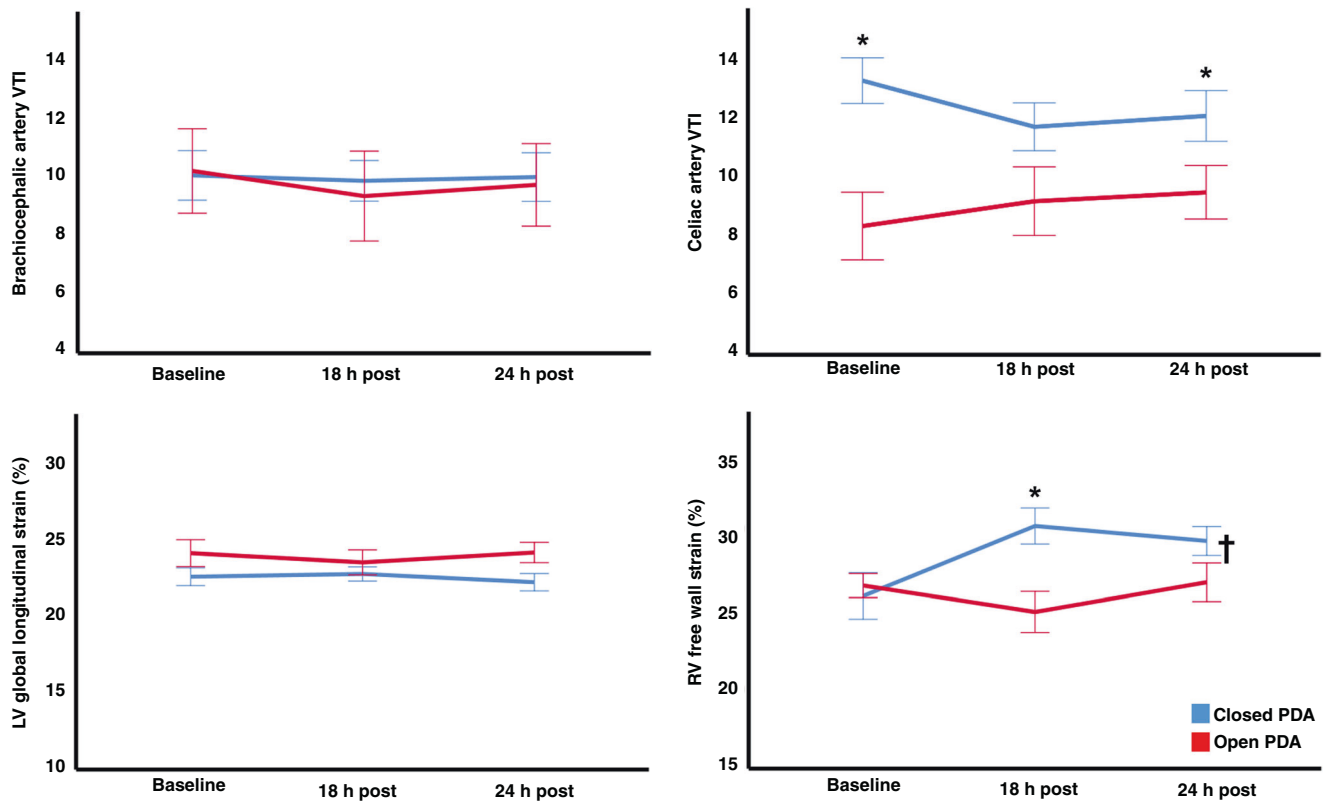 Brachiocephalic artery VTI
14
12
10
8
6
4
Baseline
18 h post
24 h post
Celiac artery VTI
14
12
10
8
6
4
*
*
Baseline
18 h post
24 h post
LV global longitudinal strain (%)
30
25
20
15
10
Baseline
18 h post
24 h post
RV free wall strain (%)
35
30
25
20
15
*
†
Closed PDA
Open PDA
Baseline
18 h post
24 h post